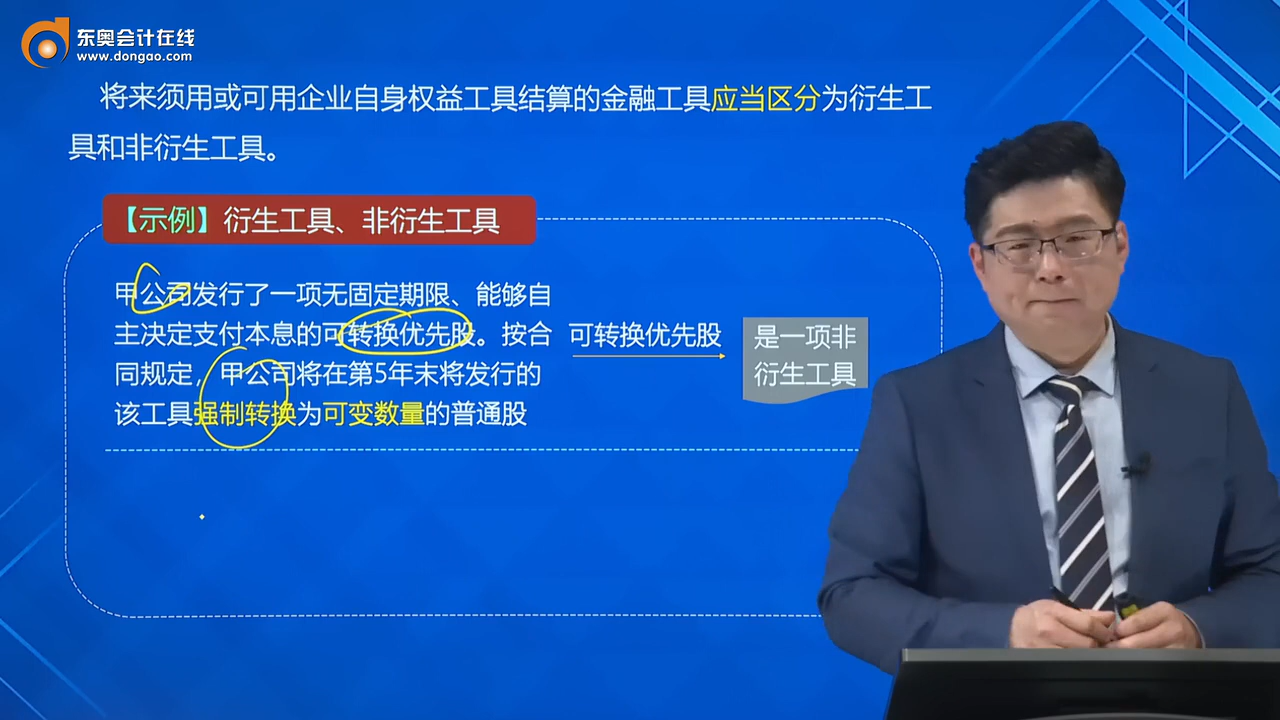 东奥会计在线
www.dongao.com
将来须用或可用企业自身权益工具结算的金融工具应当区分为衍生工
具和非衍生工具。
【示例】衍生工具、非衍生工具
甲公司发行了一项无固定期限、能够自
主决定支付本息的可转换优先股。按合
同规定，甲公司将在第5年末将发行的
该工具强制转换为可变数量的普通股
可转换优先股
是一项非
衍生工具